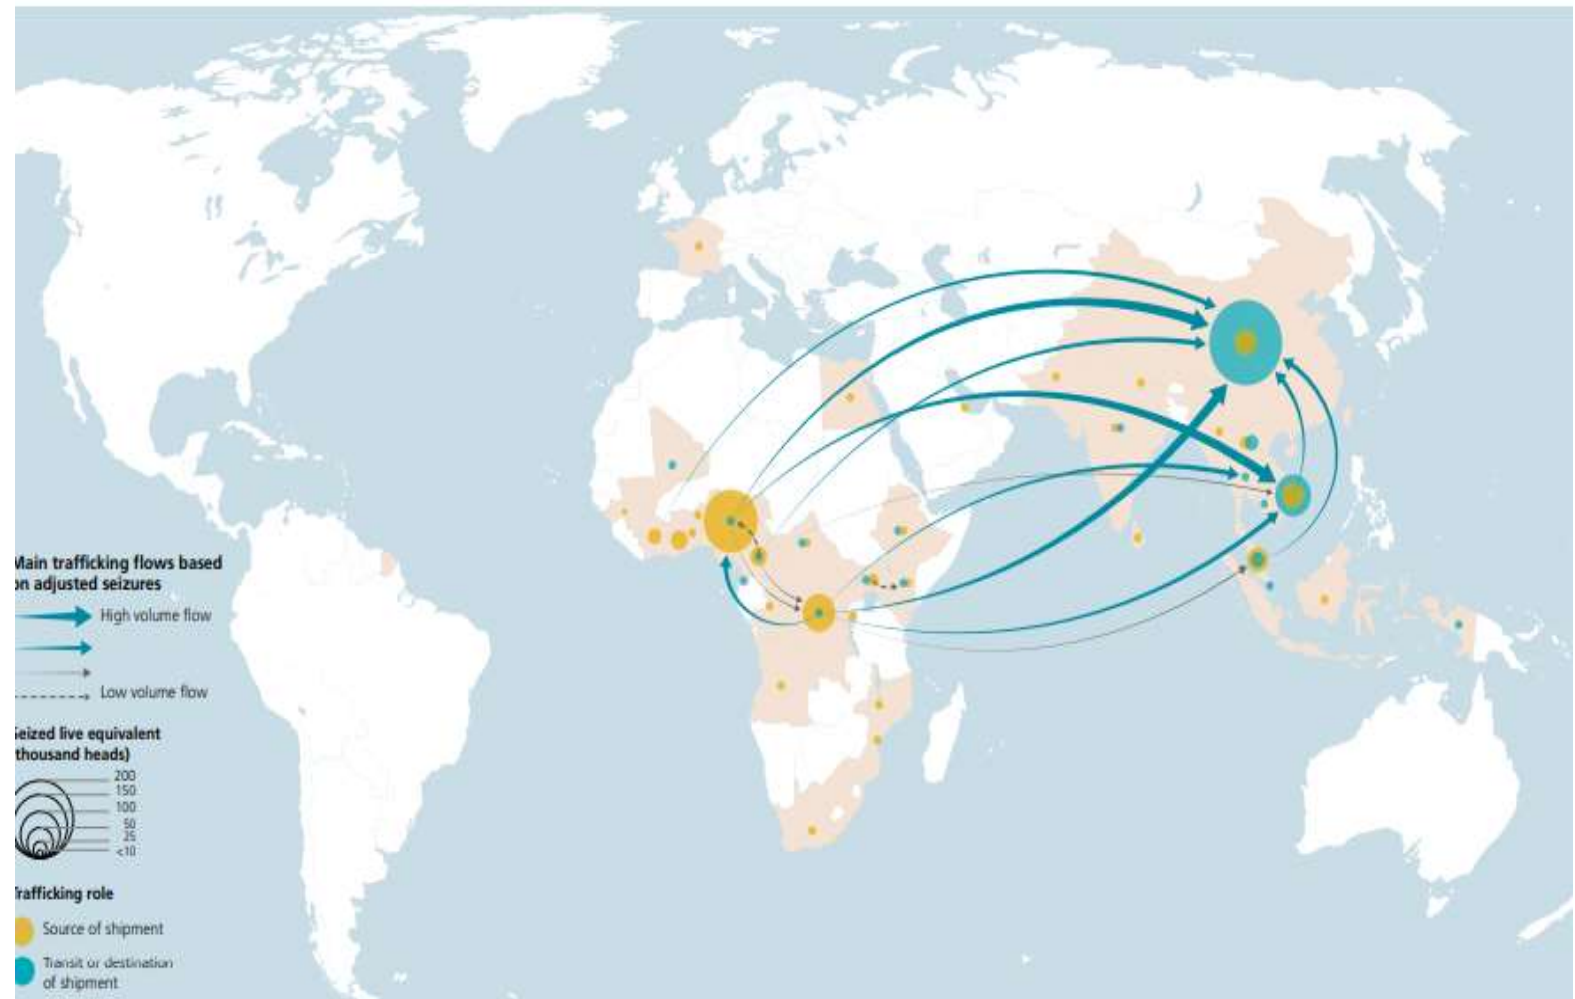 Main trafficking flows based
on adjusted seizures
High volume flow
Low volume flow
Seized live equivalent
thousand heads)
200
150
100
50
25
<10
Trafficking role
Source of shipment
Transit or destination
of shipment